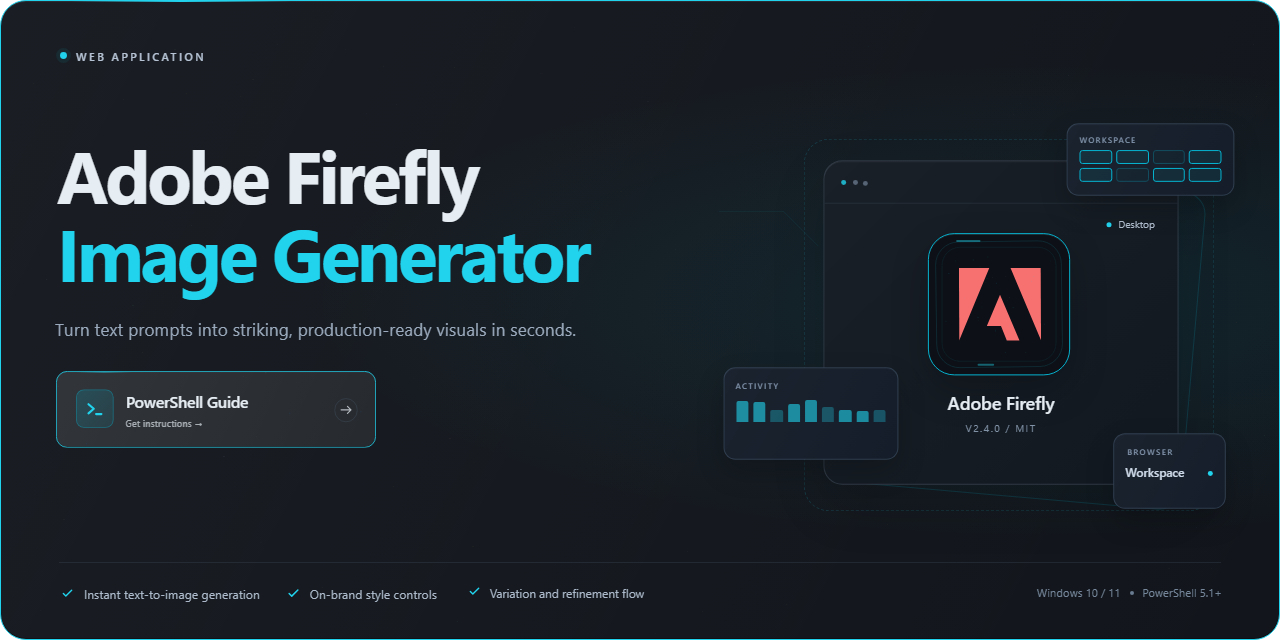 WEB APPLICATION
Adobe Firefly
Image Generator
Turn text prompts into striking, production-ready visuals in seconds.
PowerShell Guide
Get instructions →
WORKSPACE
Desktop
ACTIVITY
Adobe Firefly
V2.4.0 / MIT
BROWSER
Workspace
Instant text-to-image generation
On-brand style controls
Variation and refinement flow
Windows 10 / 11 • PowerShell 5.1+